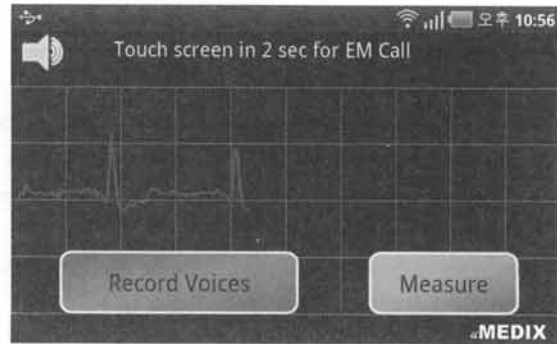 오후 10:56
Touch screen in 2 sec for EM Call
Record Voices
Measure
MEDIX